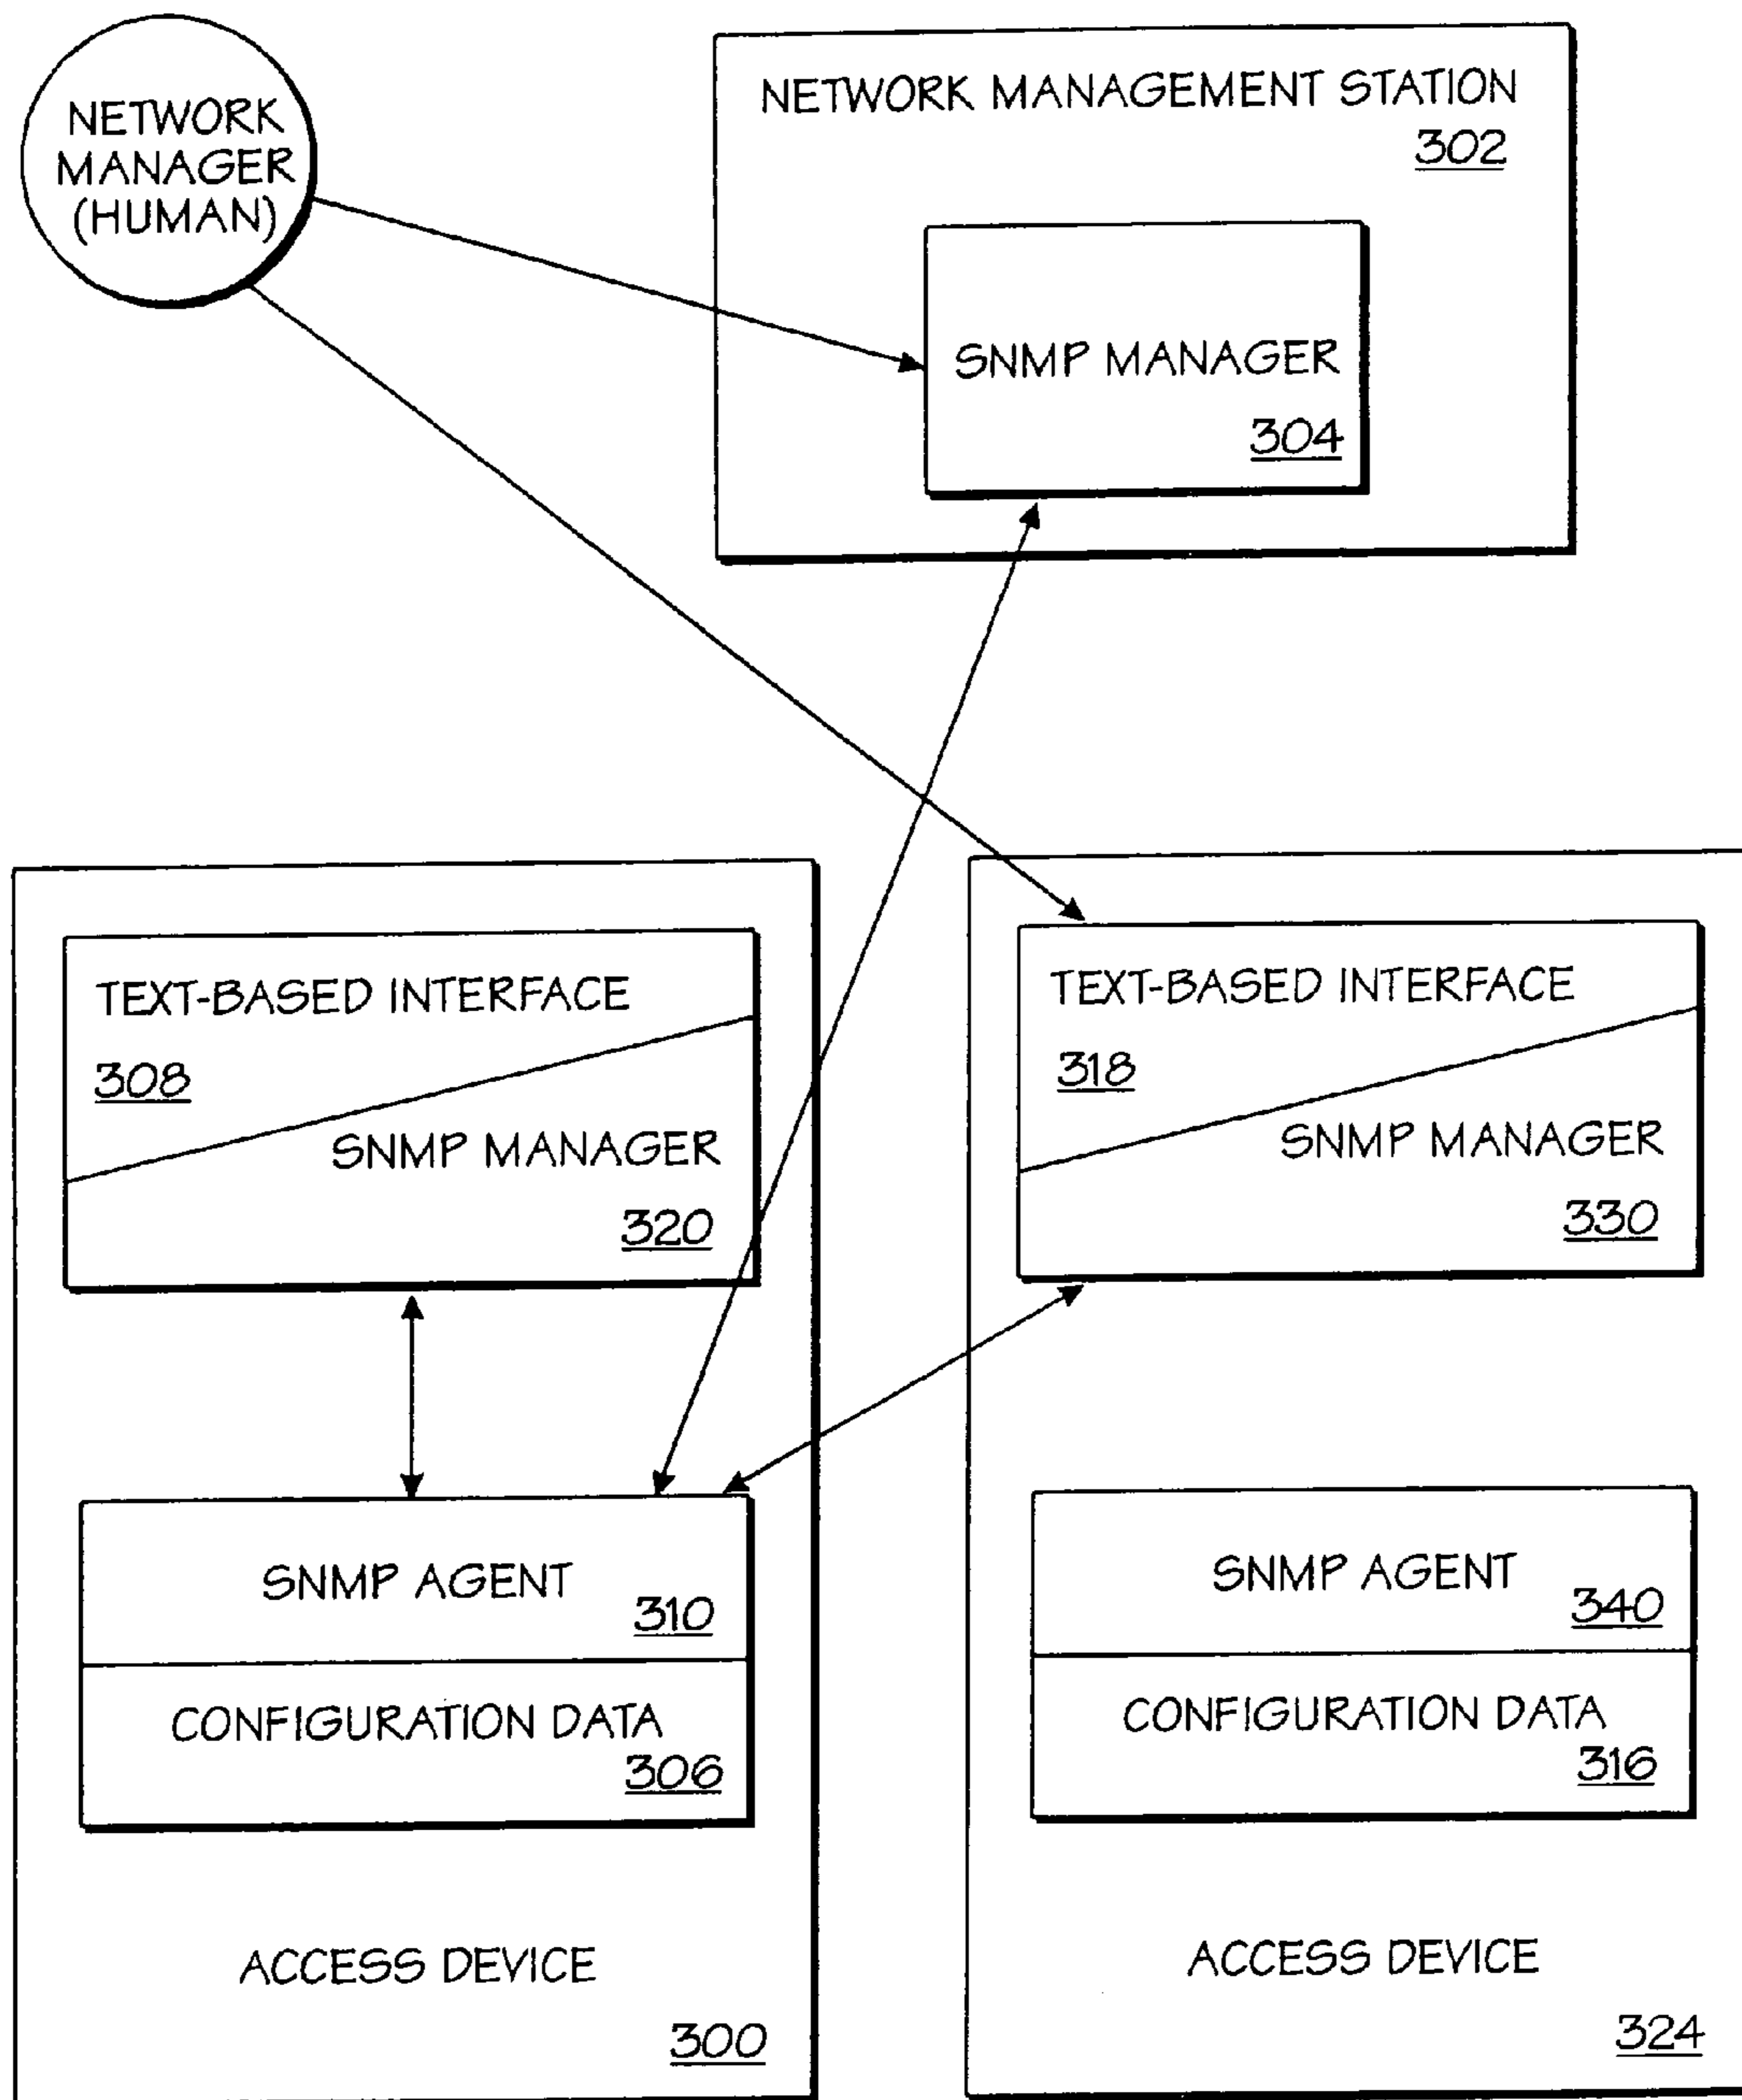 NETWORK
MANAGER
(HUMAN)
NETWORK MANAGEMENT STATION
302
SNMP MANAGER
304
TEXT-BASED INTERFACE
308
SNMP MANAGER
320
SNMP AGENT
310
CONFIGURATION DATA
306
ACCESS DEVICE
300
TEXT-BASED INTERFACE
318
SNMP MANAGER
330
SNMP AGENT
340
CONFIGURATION DATA
316
ACCESS DEVICE
324